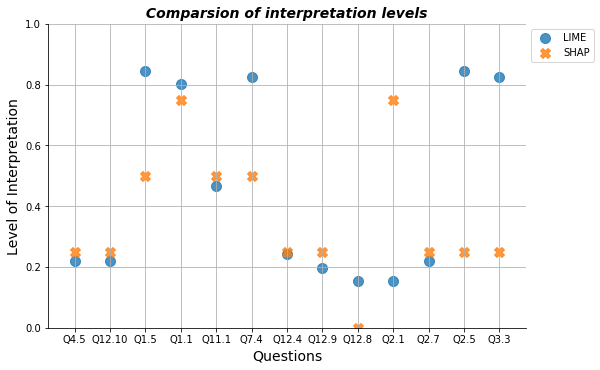 Comparsion of interpretation levels
LIME
SHAP
1.0
0.8
0.6
0.4
0.2
0.0
Level of Interpretation
Q4.5 Q12.10 Q1.5 Q1.1 Q11.1 Q7.4 Q12.4 Q12.9 Q12.8 Q2.1 Q2.7 Q2.5 Q3.3
Questions